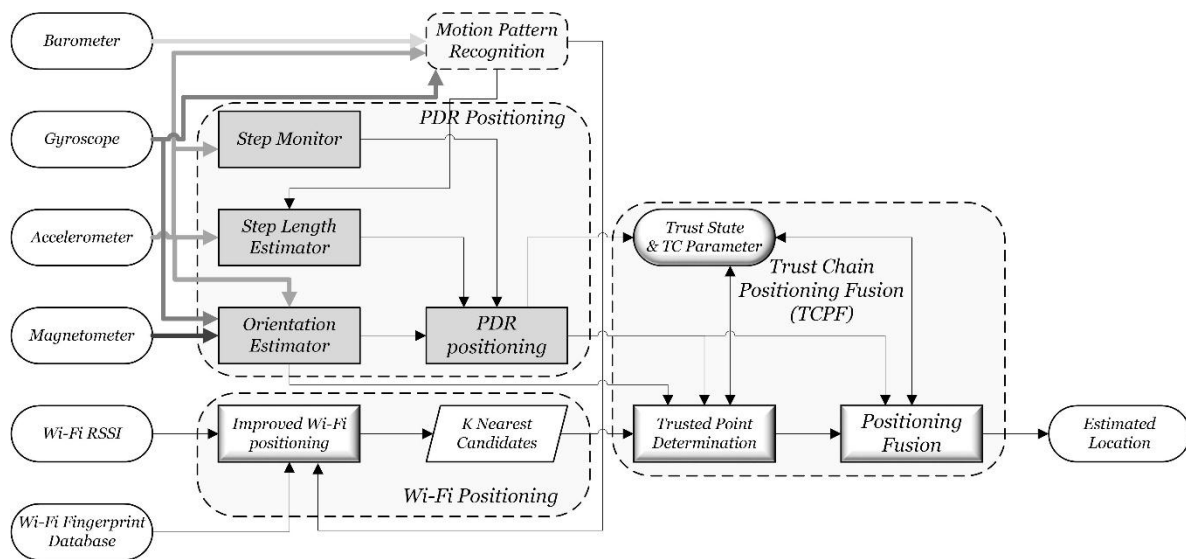 Barometer
Motion Pattern
Recognition
Gyroscope
PDR Positioning
Step Monitor
Accelerometer
Step Length
Estimator
Trust State
& TC Parameter
Trust Chain
Positioning Fusion
(TCPF)
Magnetometer
Orientation
Estimator
PDR
positioning
Wi-Fi RSSI
Improved Wi-Fi
positioning
K Nearest
Candidates
Trusted Point
Determination
Positioning
Fusion
Estimated
Location
Wi-Fi Positioning
Wi-Fi Fingerprint
Database